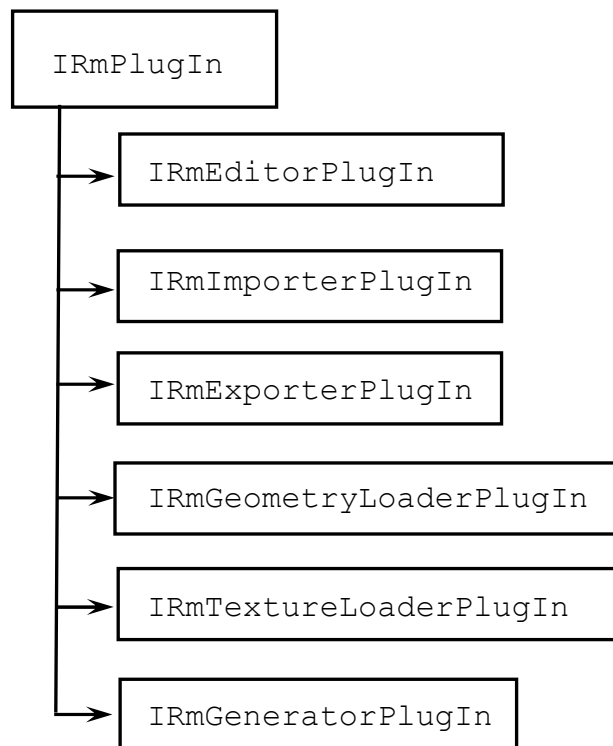 IRmPlugIn
IRmEditorPlugIn
IRmImporterPlugIn
IRmExporterPlugIn
IRmGeometryLoaderPlugIn
IRmTextureLoaderPlugIn
IRmGeneratorPlugIn